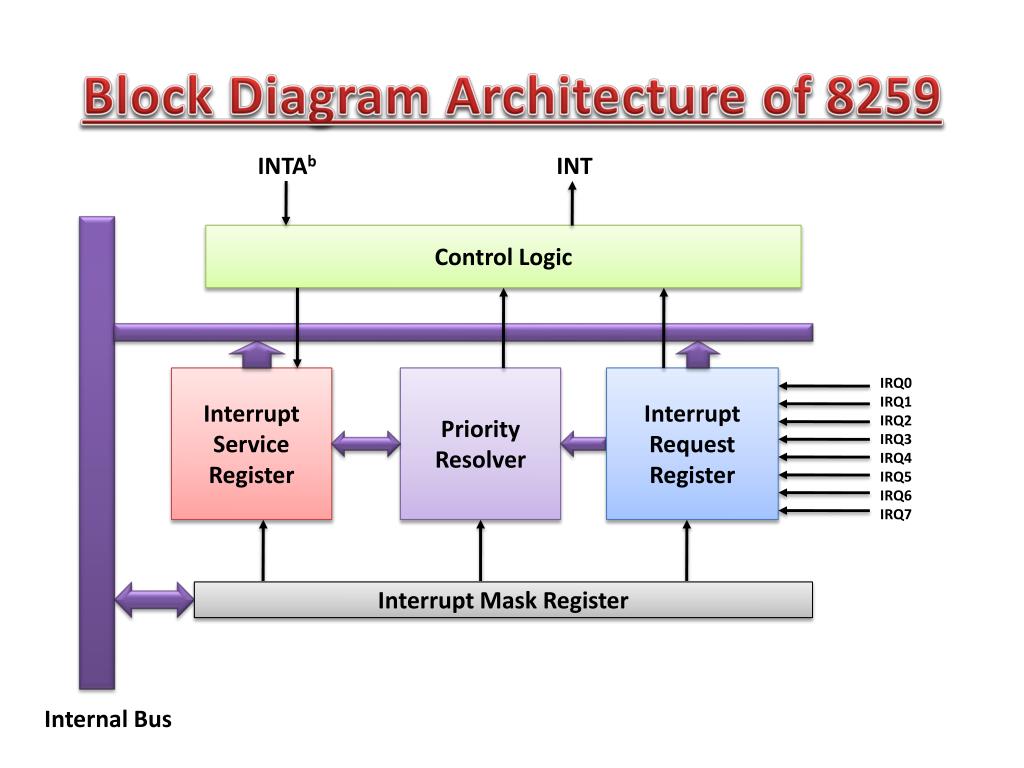 Block Diagram Architecture of 8259
INTAᵇ
INT
Control Logic
Interrupt
Service
Register
Priority
Resolver
Interrupt
Request
Register
IRQ0
IRQ1
IRQ2
IRQ3
IRQ4
IRQ5
IRQ6
IRQ7
Interrupt Mask Register
Internal Bus